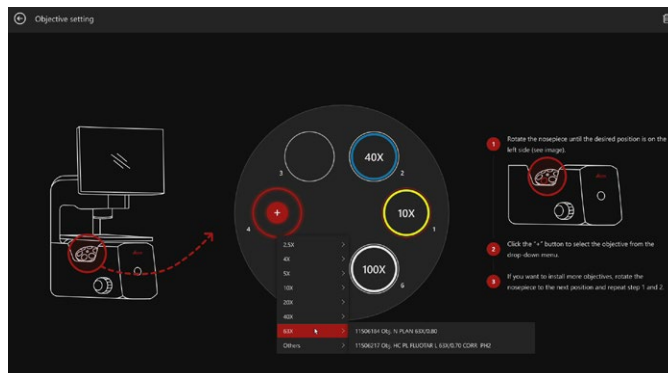 Objective setting
40X
3
2
+
10X
4
1
100X
6
2.5X
4X
5X
10X
20X
40X
63X
Others
11506184 Obj. N PLAN 63X/0.80
11506217 Obj. HC PL FLUOTAR L 63X/0.70 CORR PH2
1 Rotate the nosepiece until the desired position is on the
left side (see image).
2 Click the "+" button to select the objective from the
drop-down menu.
3 If you want to install more objectives, rotate the
nosepiece to the next position and repeat step 1 and 2.